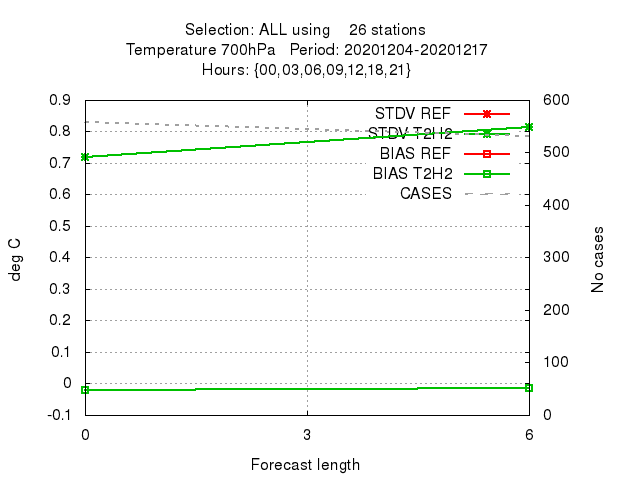 Selection: ALL using 26 stations
Temperature 700hPa Period: 20201204-20201217
Hours: {00,03,06,09,12,18,21}
0.9
0.8
0.7
0.6
0.5
0.4
0.3
0.2
0.1
0
-0.1
600
500
400
300
200
100
0
STDV REF
STDV T2H2
BIAS REF
BIAS T2H2
CASES
deg C
No cases
0 3 6
Forecast length